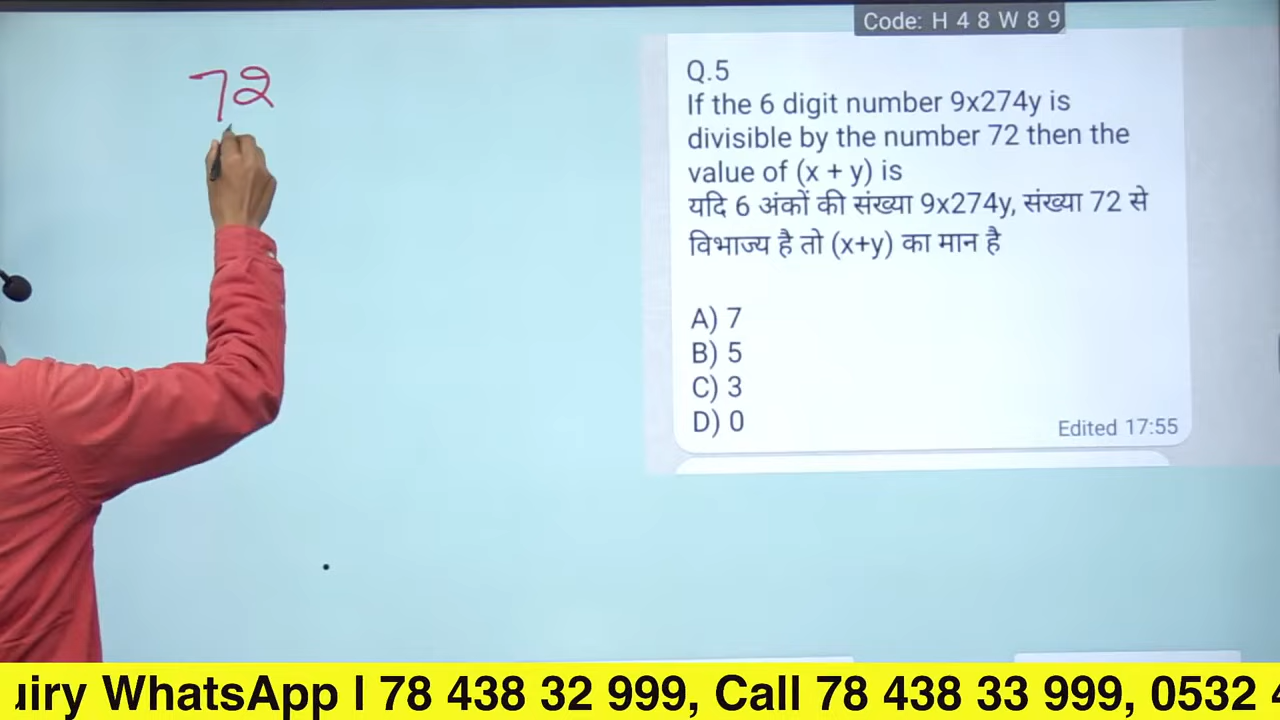 Code: H 4 8 W 8 9
72
Q.5
If the 6 digit number 9x274y is
divisible by the number 72 then the
value of (x + y) is
यदि 6 अंकों की संख्या 9x274y, संख्या 72 से
विभाज्य है तो (x+y) का मान है
A) 7
B) 5
C) 3
D) 0
Edited 17:55
WhatsApp | 78 438 32 999, Call 78 438 33 999, 0532